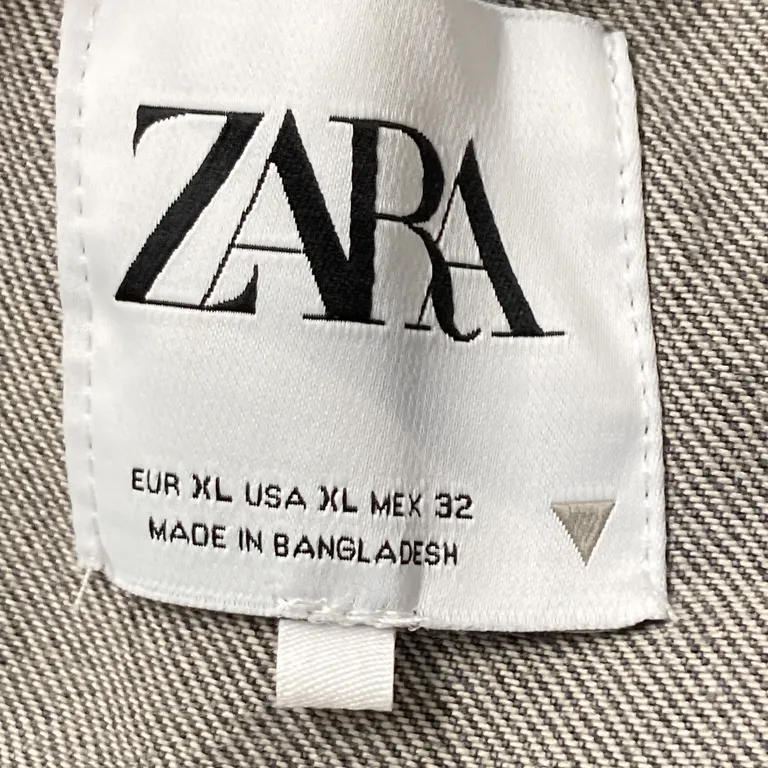 ZARA
EUR XL USA XL MEX 32
MADE IN BANGLADESH